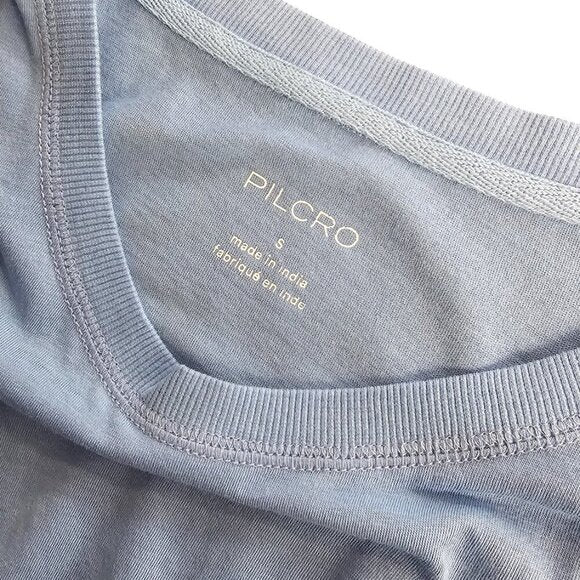 PILCRO
S
made in India
fabriqué en Inde